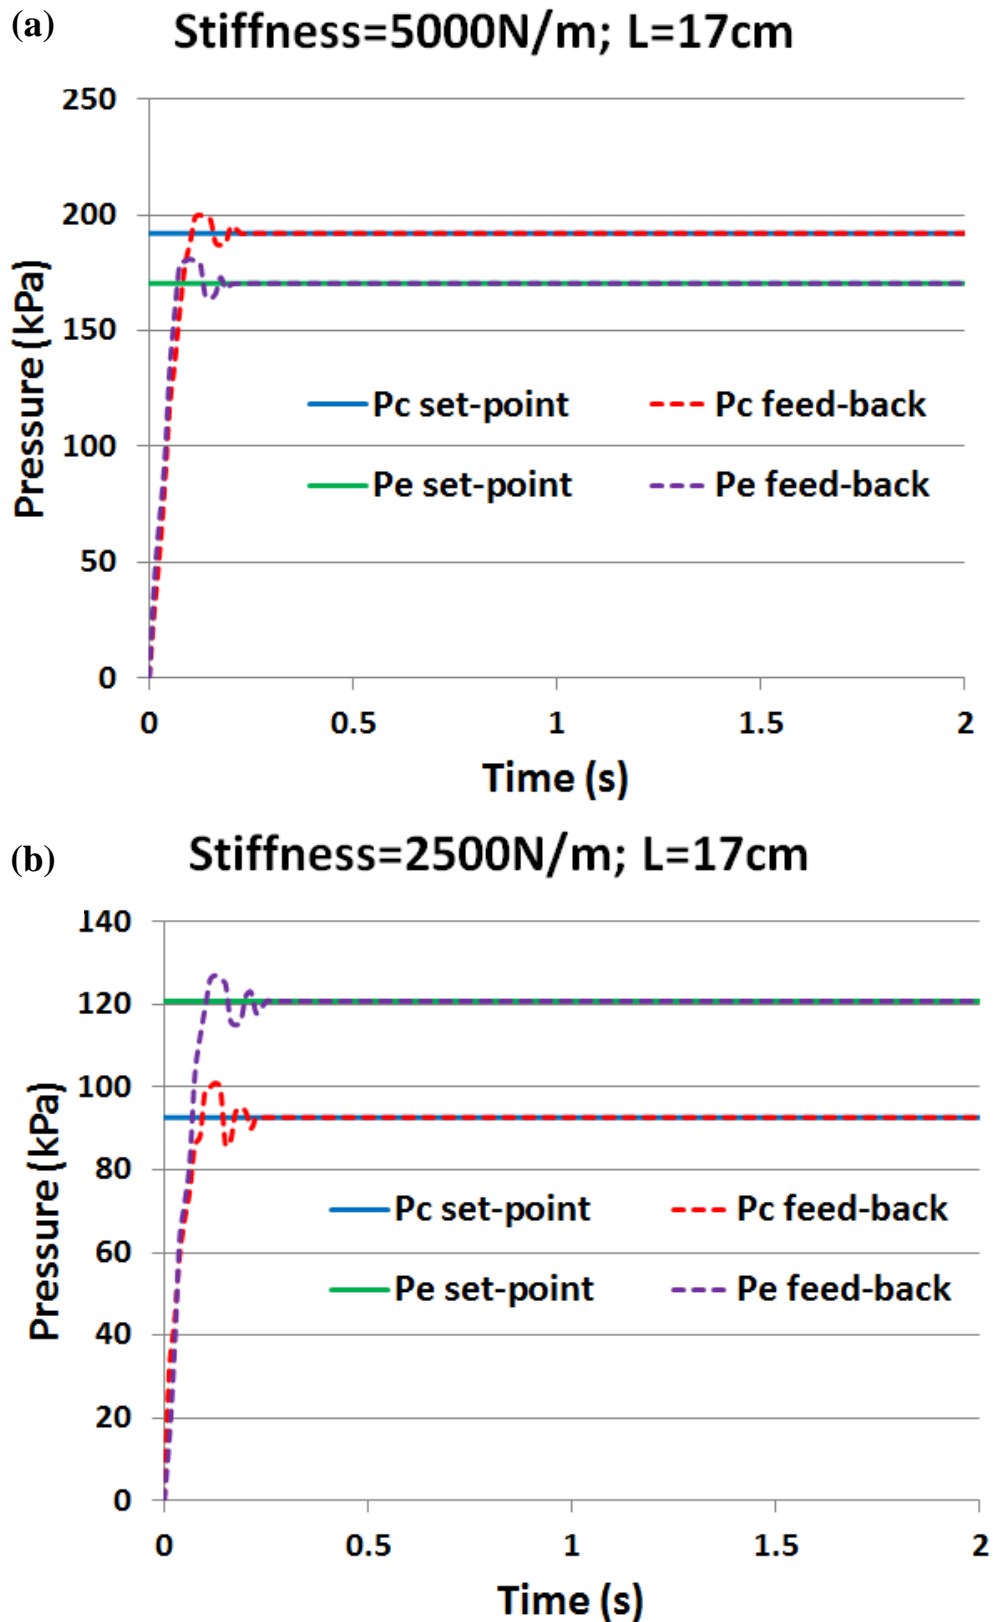 (a)
Stiffness=5000N/m; L=17cm
250
200
150
100
50
0
Pressure (kPa)
Pc set-point
Pc feed-back
Pe set-point
Pe feed-back
0 0.5 1 1.5 2
Time (s)
(b)
Stiffness=2500N/m; L=17cm
140
120
100
80
60
40
20
0
Pressure (kPa)
Pc set-point
Pc feed-back
Pe set-point
Pe feed-back
0 0.5 1 1.5 2
Time (s)